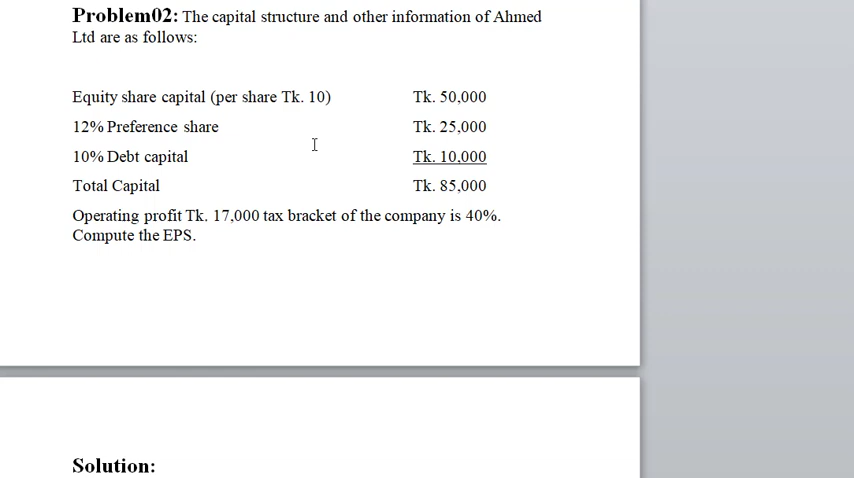 Problem02: The capital structure and other information of Ahmed
Ltd are as follows:
Equity share capital (per share Tk. 10) Tk. 50,000
12% Preference share Tk. 25,000
10% Debt capital Tk. 10,000
Total Capital Tk. 85,000
Operating profit Tk. 17,000 tax bracket of the company is 40%.
Compute the EPS.
Solution: